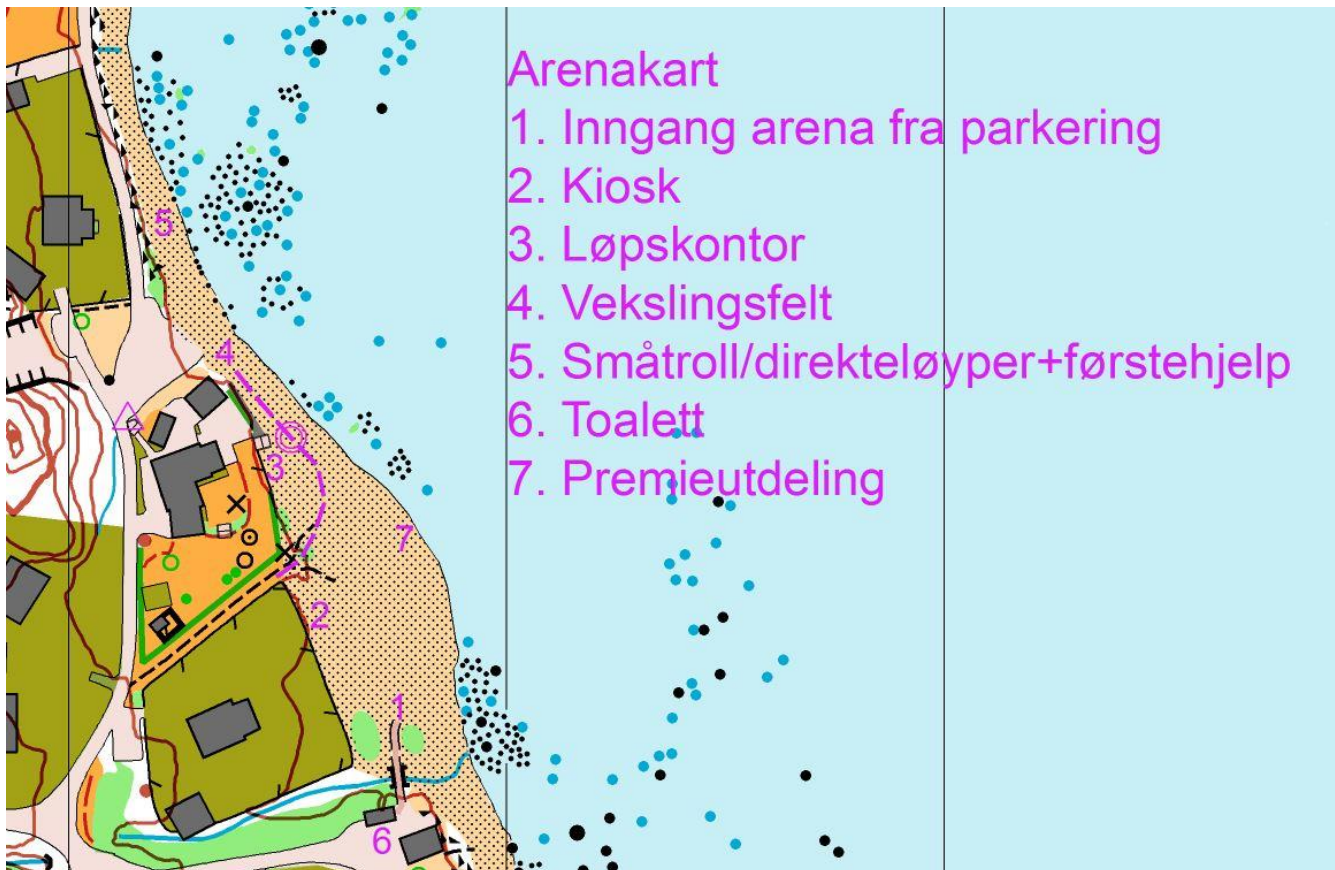 Arenakart
1. Inngang arena fra parkering
2. Kiosk
3. Løpskontor
4. Vekslingsfelt
5. Småtroll/direkteløyper+førstehjelp
6. Toalett
7. Premieutdeling
5
4
3
7
2
1
6